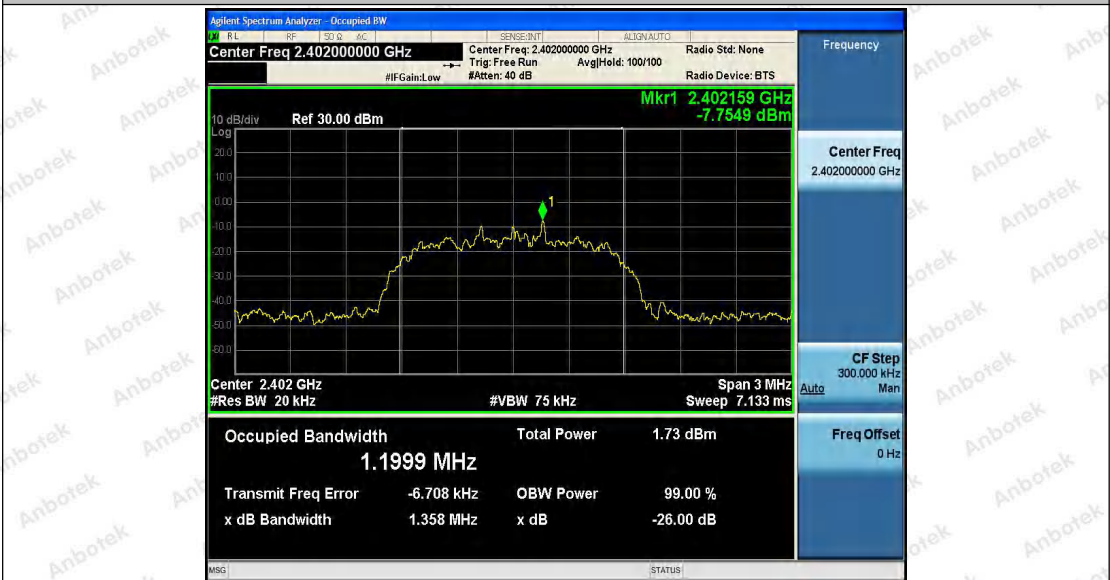 Agilent Spectrum Analyzer - Occupied BW
RL RF 50 Ω AC SENSE:INT ALIGN AUTO
Center Freq 2.402000000 GHz
Center Freq: 2.402000000 GHz Radio Std: None
Trig: Free Run Avg|Hold: 100/100
#IFGain:Low #Atten: 40 dB Radio Device: BTS
Mkr1 2.402159 GHz
-7.7549 dBm
10 dB/div Ref 30.00 dBm
Log
20.0
10.0
0.00
-10.0
-20.0
-30.0
-40.0
-50.0
-60.0
1
Center 2.402 GHz Span 3 MHz
#Res BW 20 kHz #VBW 75 kHz Sweep 7.133 ms
Occupied Bandwidth Total Power 1.73 dBm
1.1999 MHz
Transmit Freq Error -6.708 kHz OBW Power 99.00 %
x dB Bandwidth 1.358 MHz x dB -26.00 dB
MSG STATUS
Frequency
Center Freq
2.402000000 GHz
CF Step
300.000 kHz
Auto Man
Freq Offset
0 Hz
Anbotek